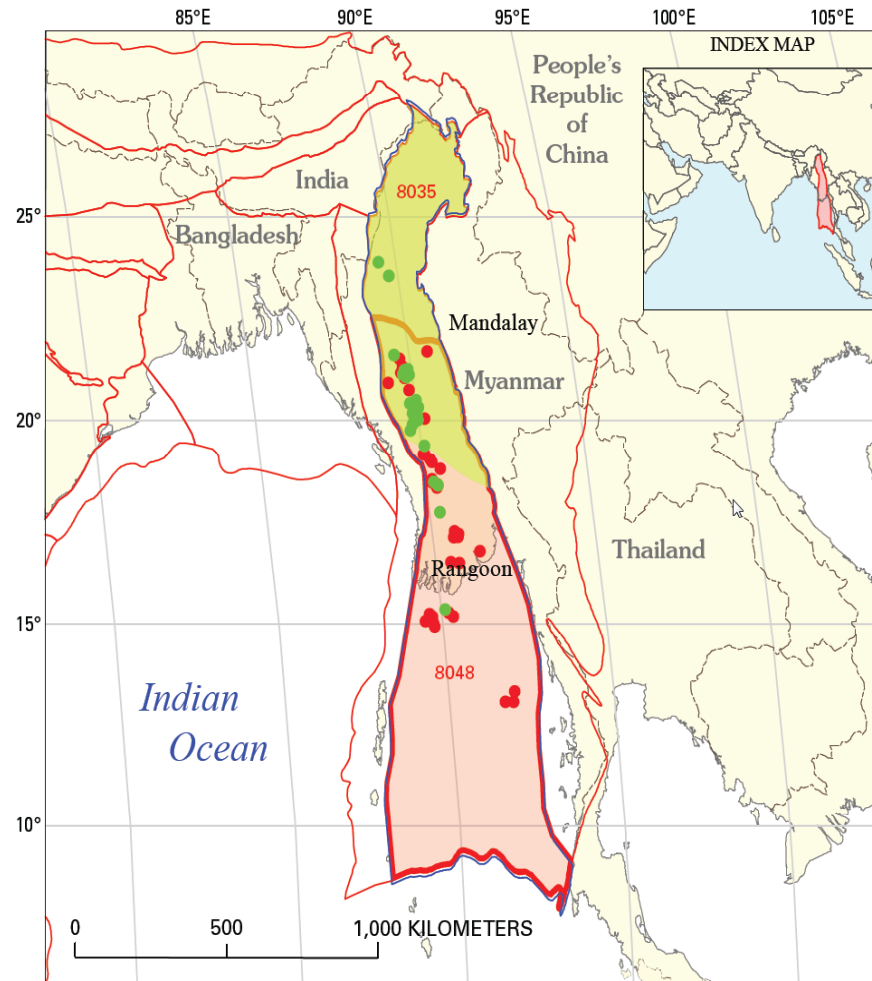 85°E 90°E 95°E 100°E 105°E
INDEX MAP
People's
Republic
of
China
India
8035
25°
Bangladesh
Mandalay
Myanmar
20°
Thailand
Rangoon
15°
8048
Indian
Ocean
10°
0 500 1,000 KILOMETERS